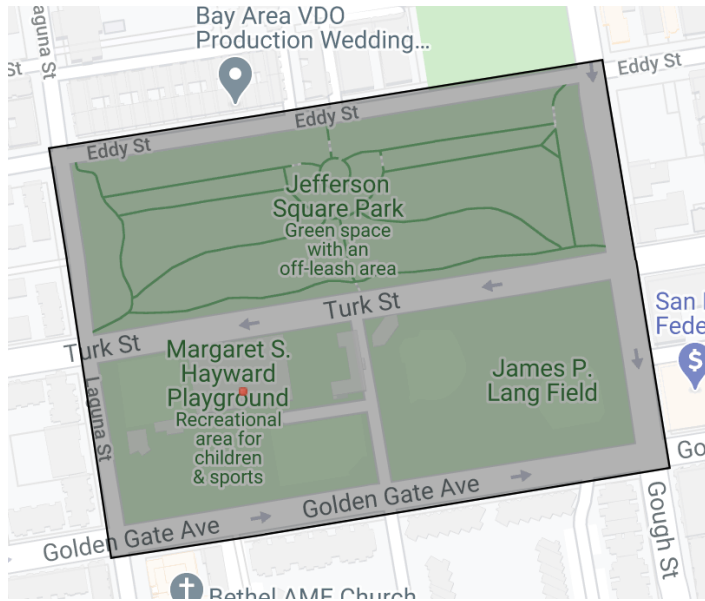 Laguna St
Bay Area VDO
Production Wedding...
St
Eddy St
Eddy St
Eddy St
Jefferson
Square Park
Green space
with an
off-leash area
Turk St
Turk St
San
Fede
Margaret S.
Hayward
Playground
Recreational
area for
children
& sports
James P.
Lang Field
Laguna St
$
Golden Gate Ave
Golden Gate Ave
Go
Gough St
Bethel AME Church